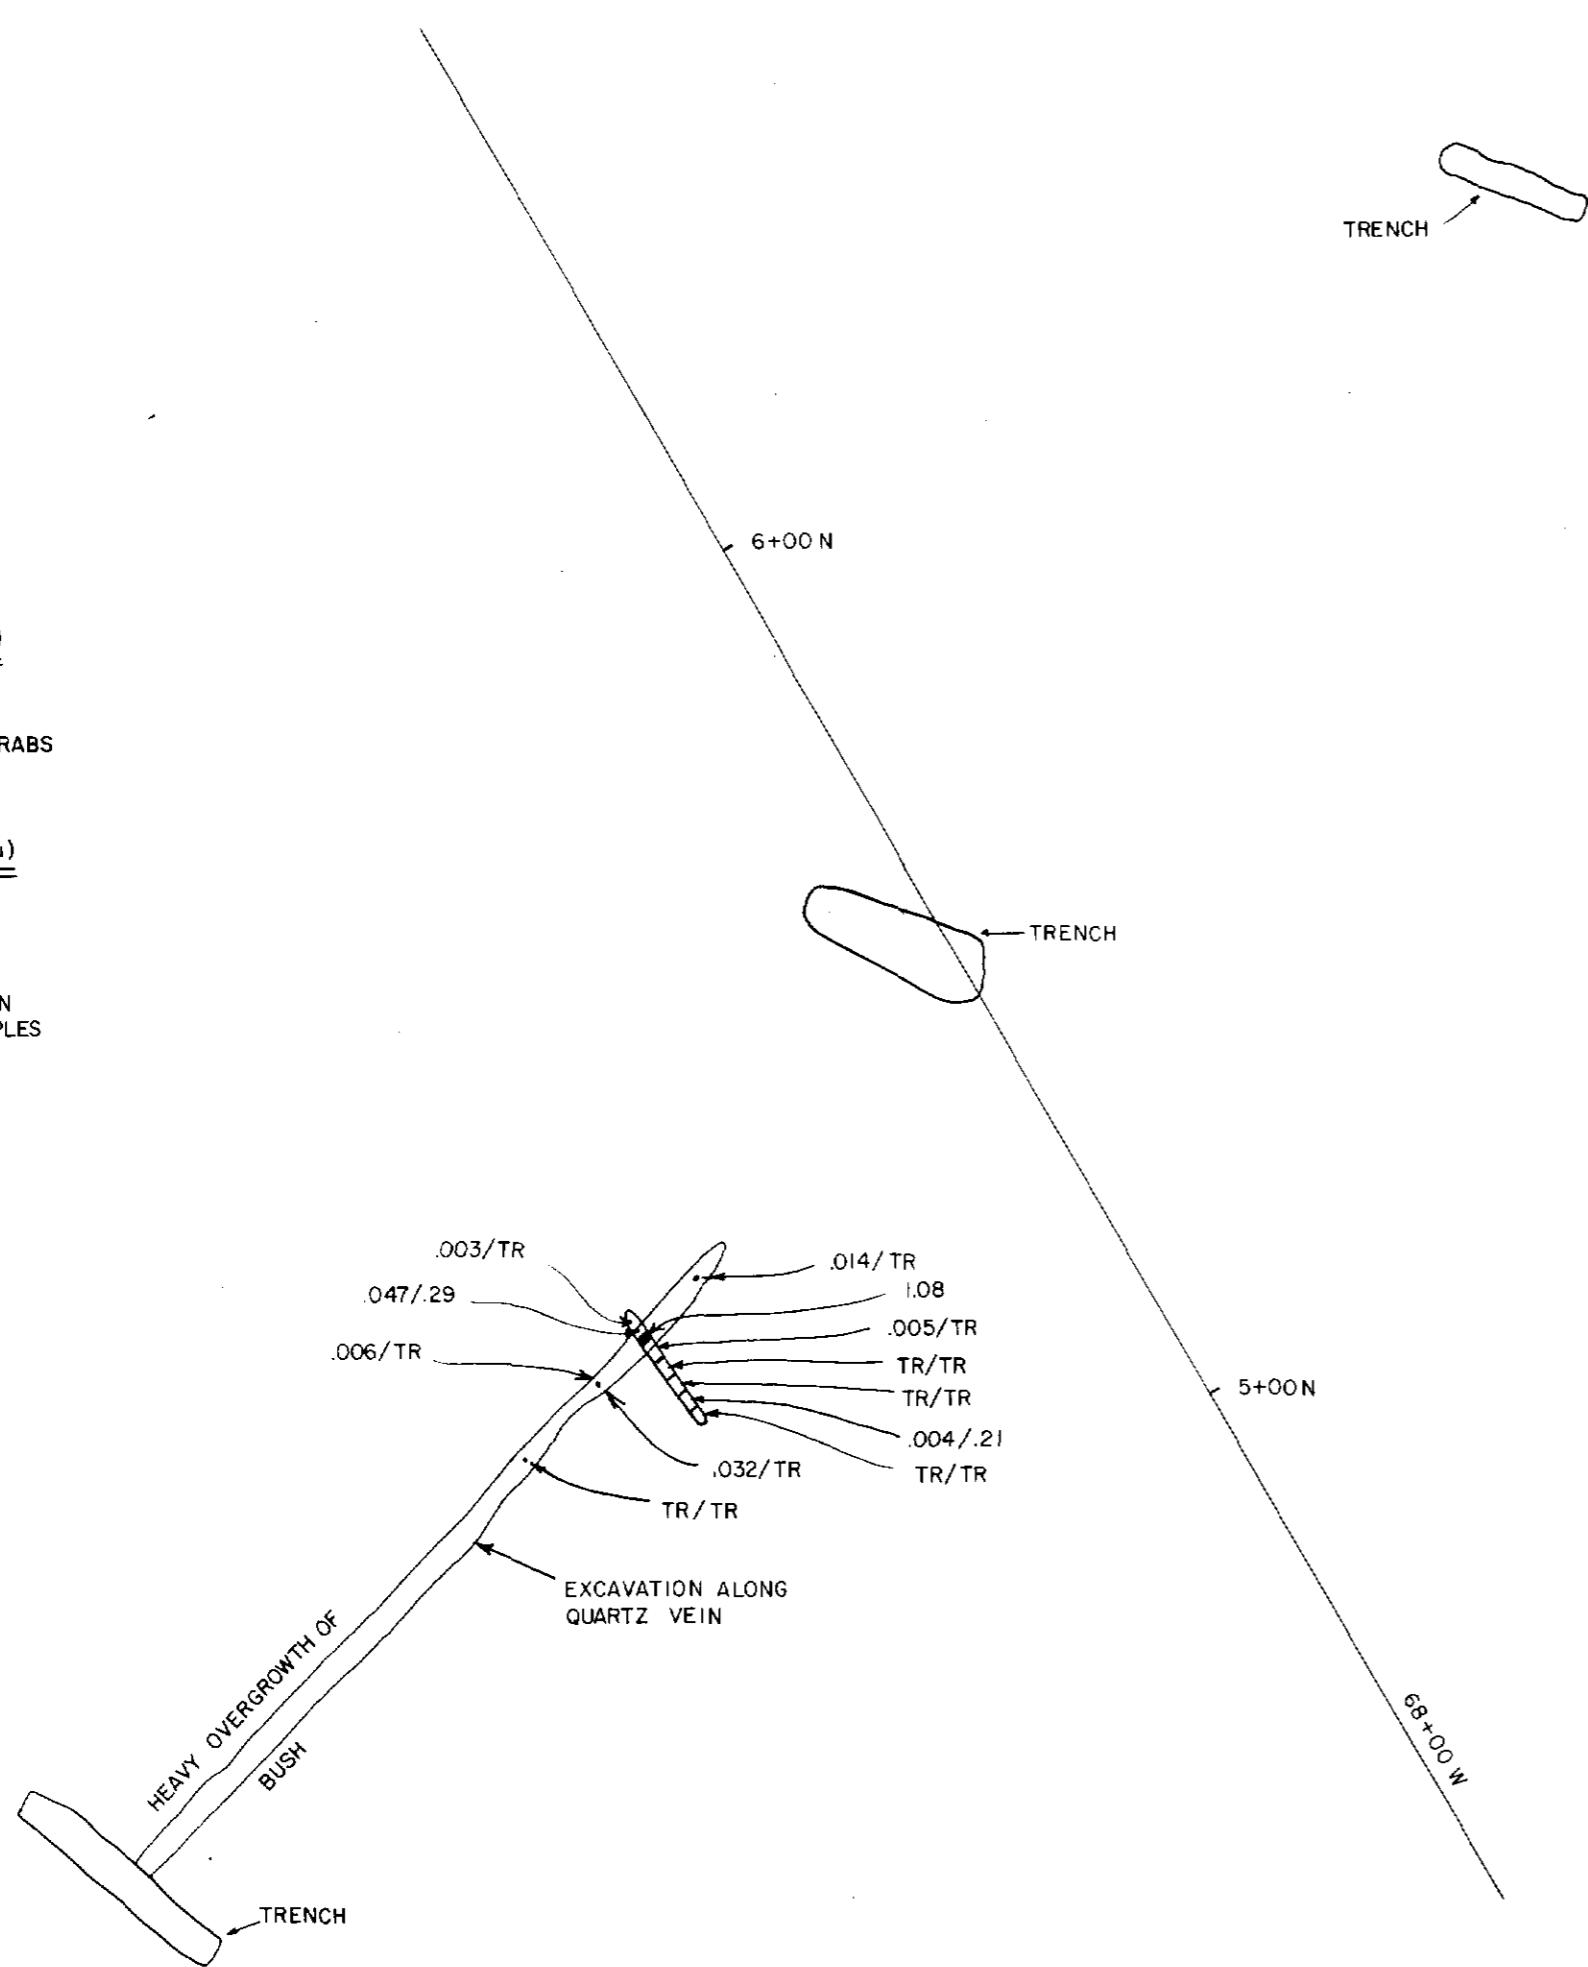 TRENCH
6+00 N
RABS
TRENCH
N
PLES
.003/TR
.014/TR
.047/.29
1.08
.005/TR
.006/TR
TR/TR
TR/TR
5+00N
.004/.21
.032/TR
TR/TR
TR/TR
EXCAVATION ALONG
QUARTZ VEIN
HEAVY OVERGROWTH OF
BUSH
68+00 W
TRENCH